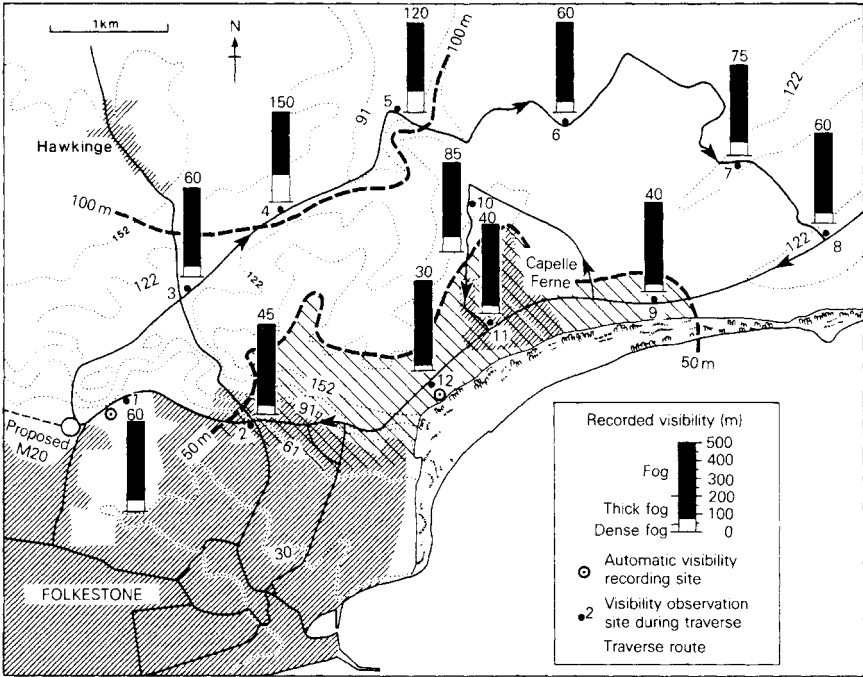 1km
N
120
60
100 m
75
122
150
91
5
6
Hawkinge
60
85
60
7
100 m
152
4
10
40
40
122
8
122
122
3
30
Capelle
Ferne
9
45
11
50 m
152
12
1
60
91
2
61
50 m
Proposed
M20
30
FOLKESTONE
Recorded visibility (m)
500
400
Fog
300
200
Thick fog
100
Dense fog
0
Automatic visibility
recording site
2 Visibility observation
site during traverse
Traverse route